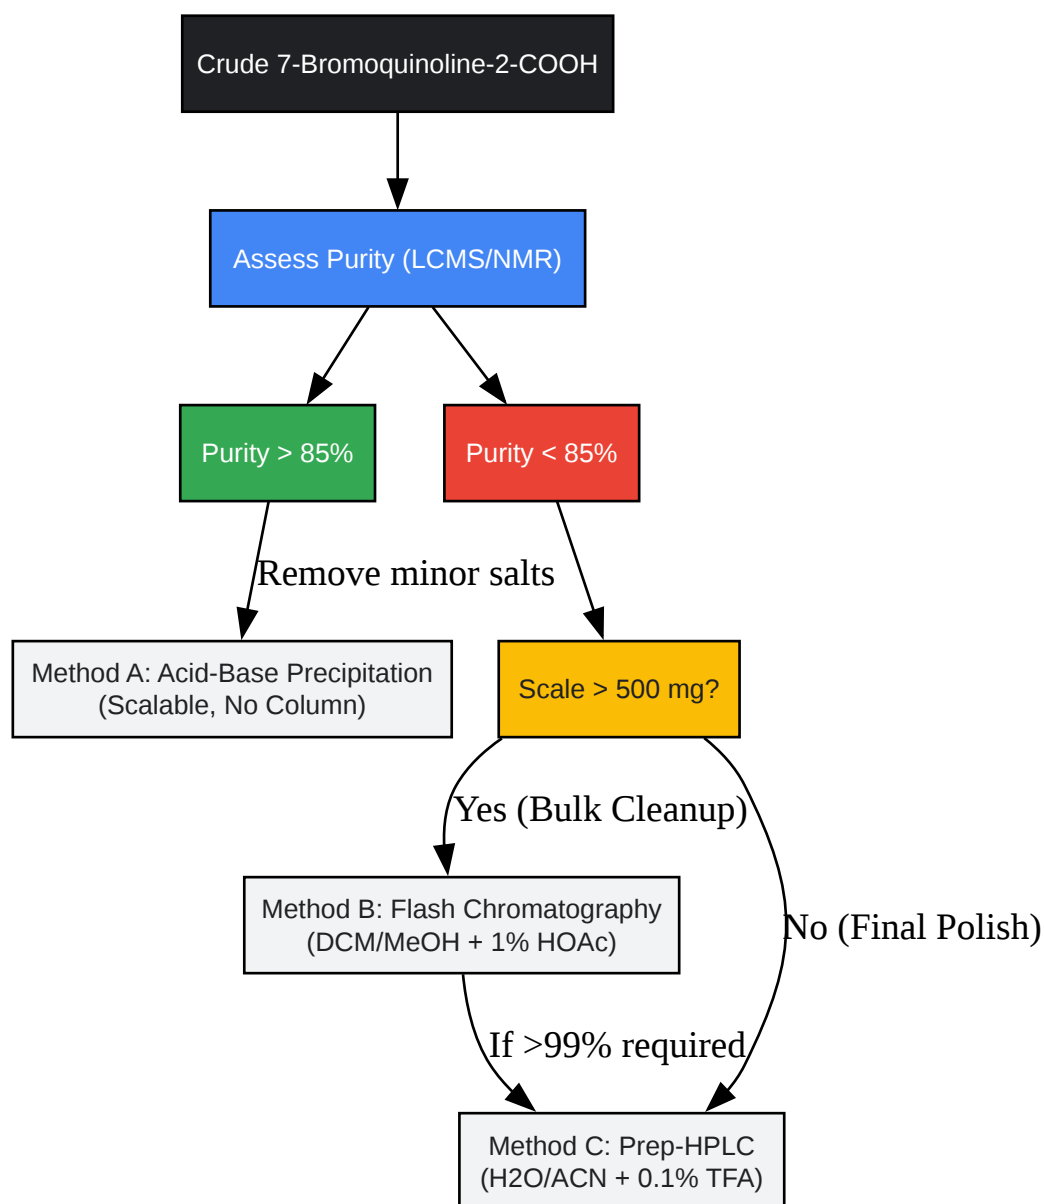 Crude 7-Bromoquinoline-2-COOH
Assess Purity (LCMS/NMR)
Purity > 85%
Purity < 85%
Remove minor salts
Method A: Acid-Base Precipitation
(Scalable, No Column)
Scale > 500 mg?
Yes (Bulk Cleanup)
Method B: Flash Chromatography
(DCM/MeOH + 1% HOAc)
No (Final Polish)
If >99% required
Method C: Prep-HPLC
(H2O/ACN + 0.1% TFA)